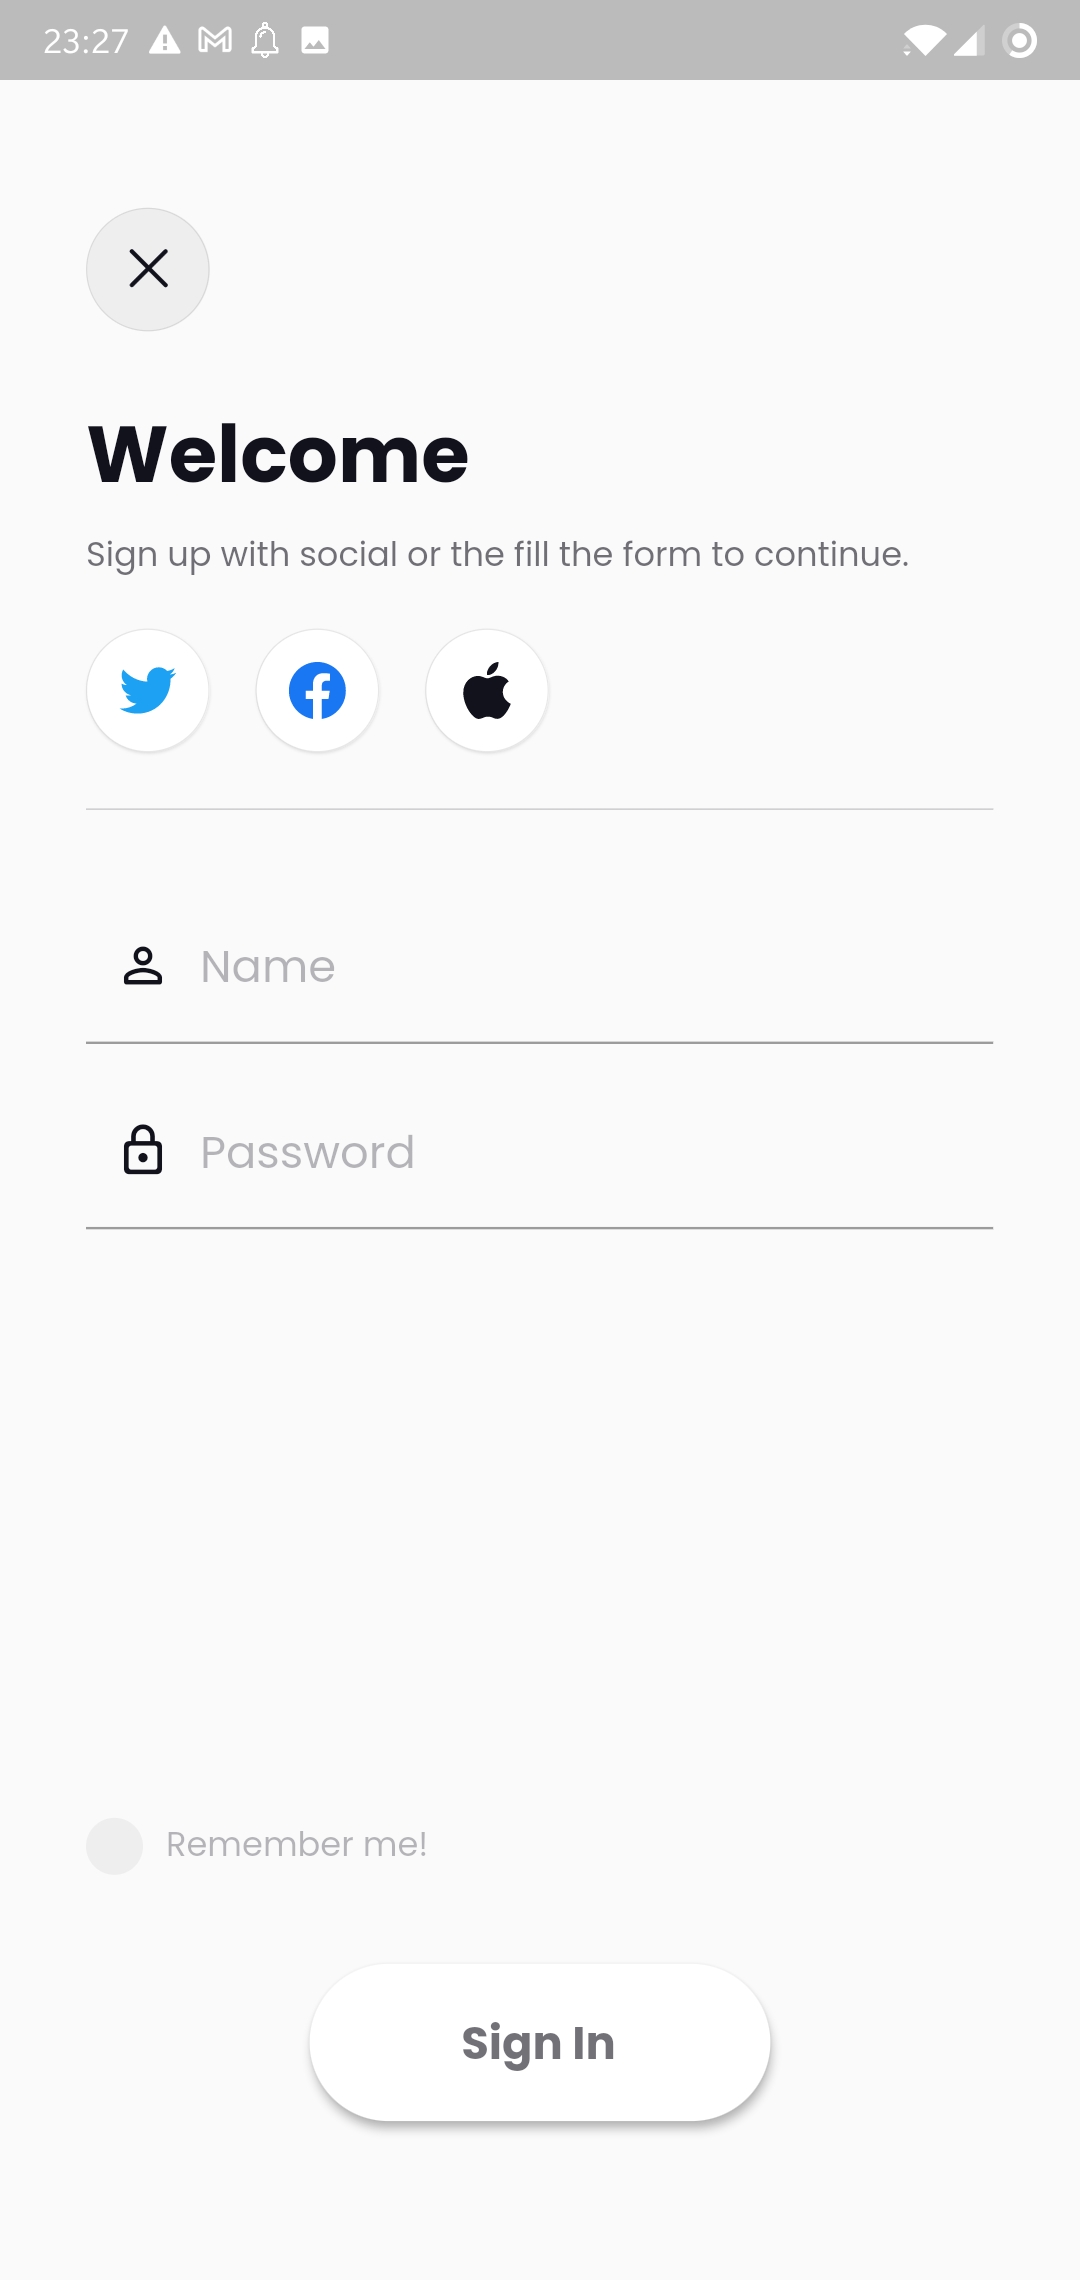 23:27
Welcome
Sign up with social or the fill the form to continue.
Name
Password
Remember me!
Sign In